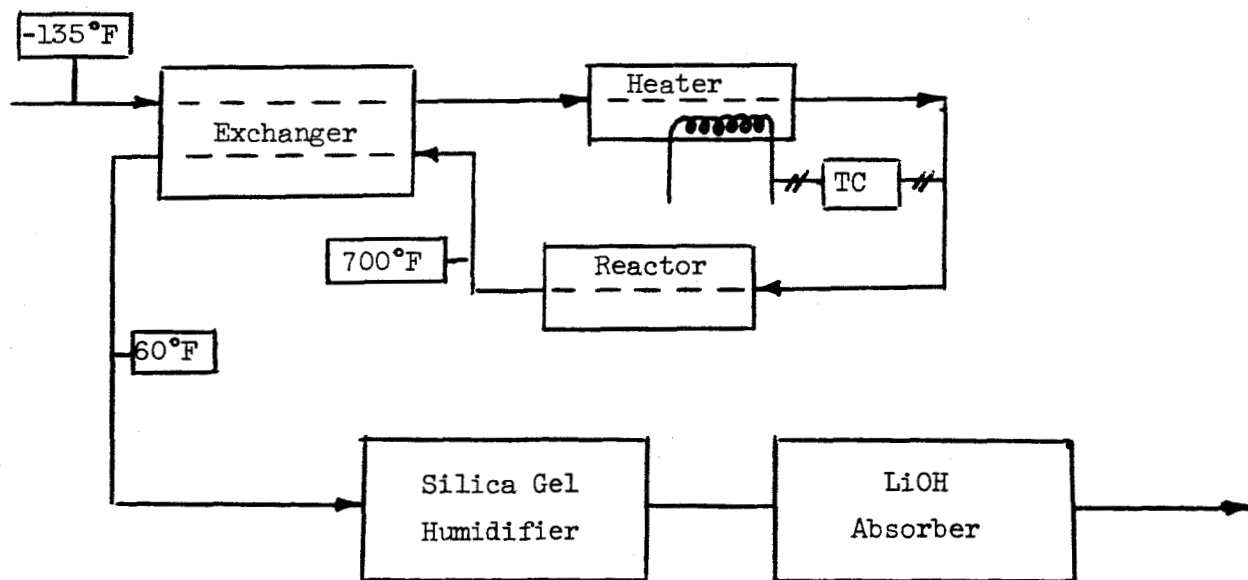 -135°F
Exchanger
Heater
TC
700°F
Reactor
60°F
Silica Gel
Humidifier
LiOH
Absorber